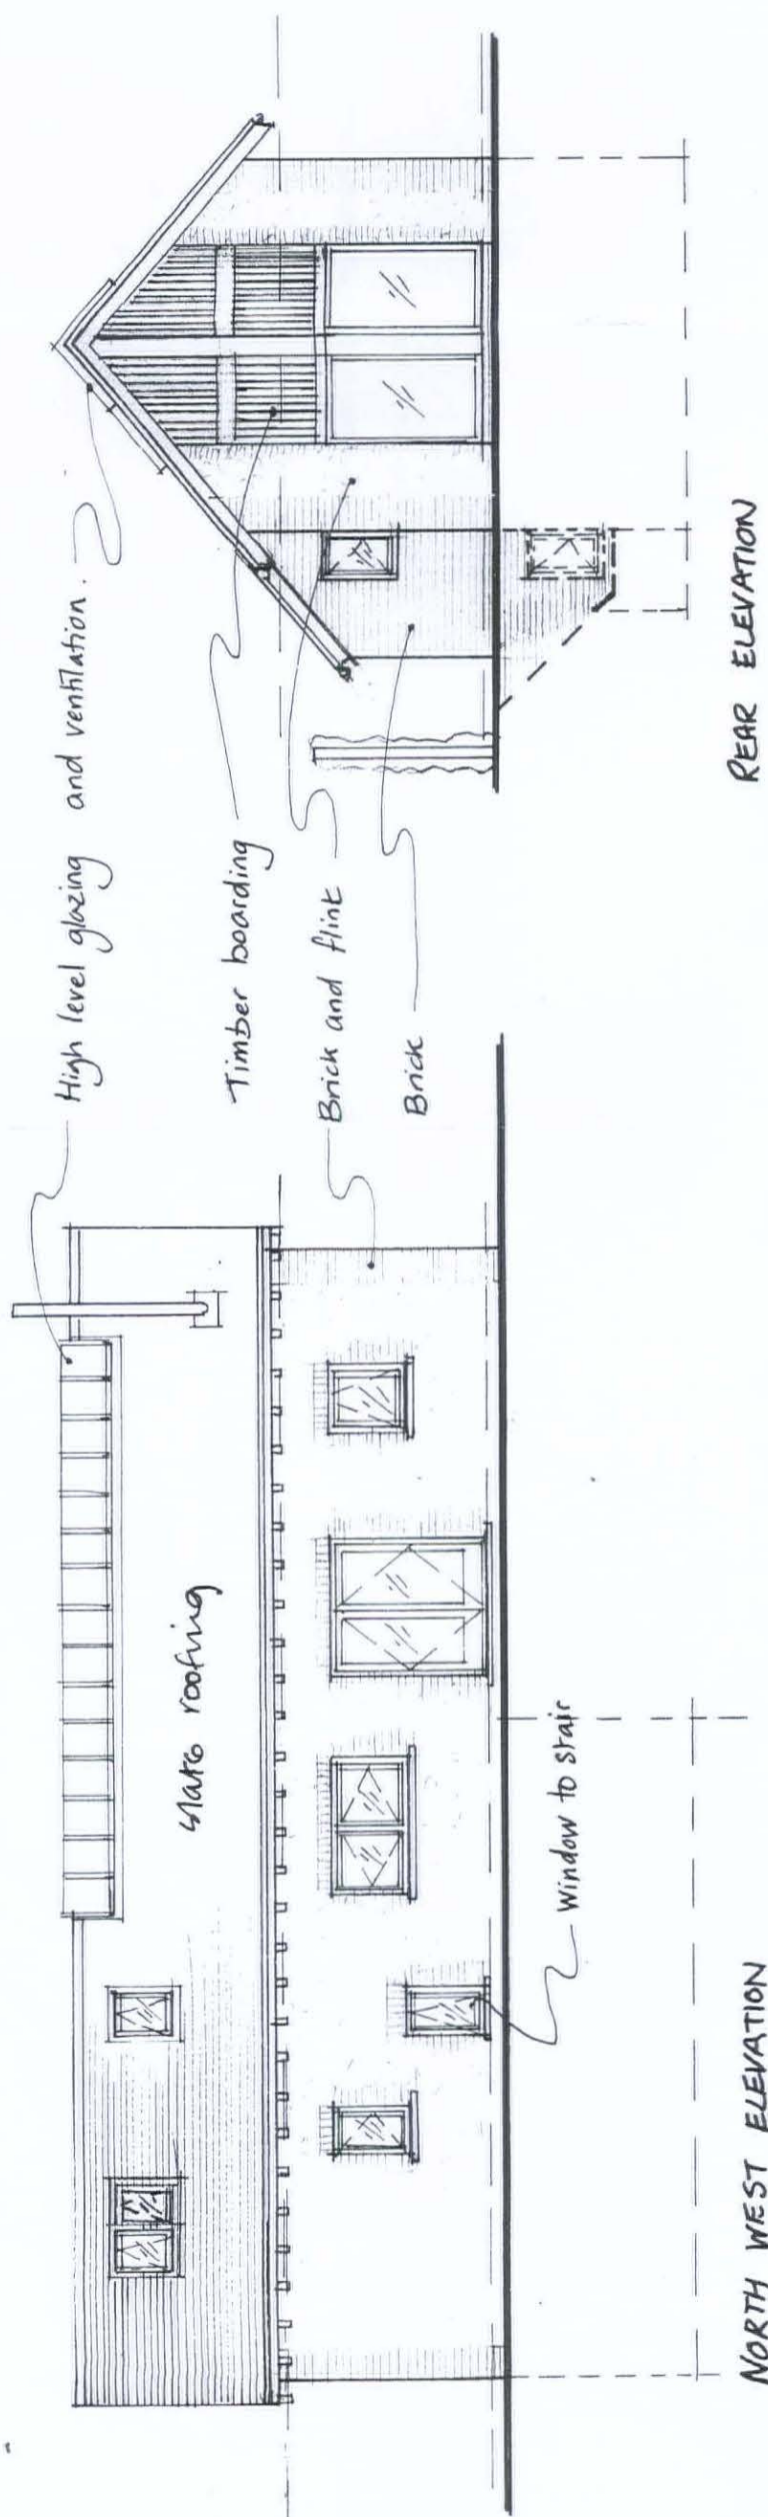 High level glazing and ventilation.
Timber boarding
Brick and flint
Brick
slate roofing
Window to stair
NORTH WEST ELEVATION
REAR ELEVATION